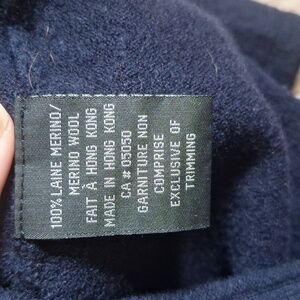 100% LAINE MERINO/
MERINO WOOL
FAIT À HONG KONG
MADE IN HONG KONG
CA # 05050
GARNITURE NON
COMPRISE
EXCLUSIVE OF
TRIMMING